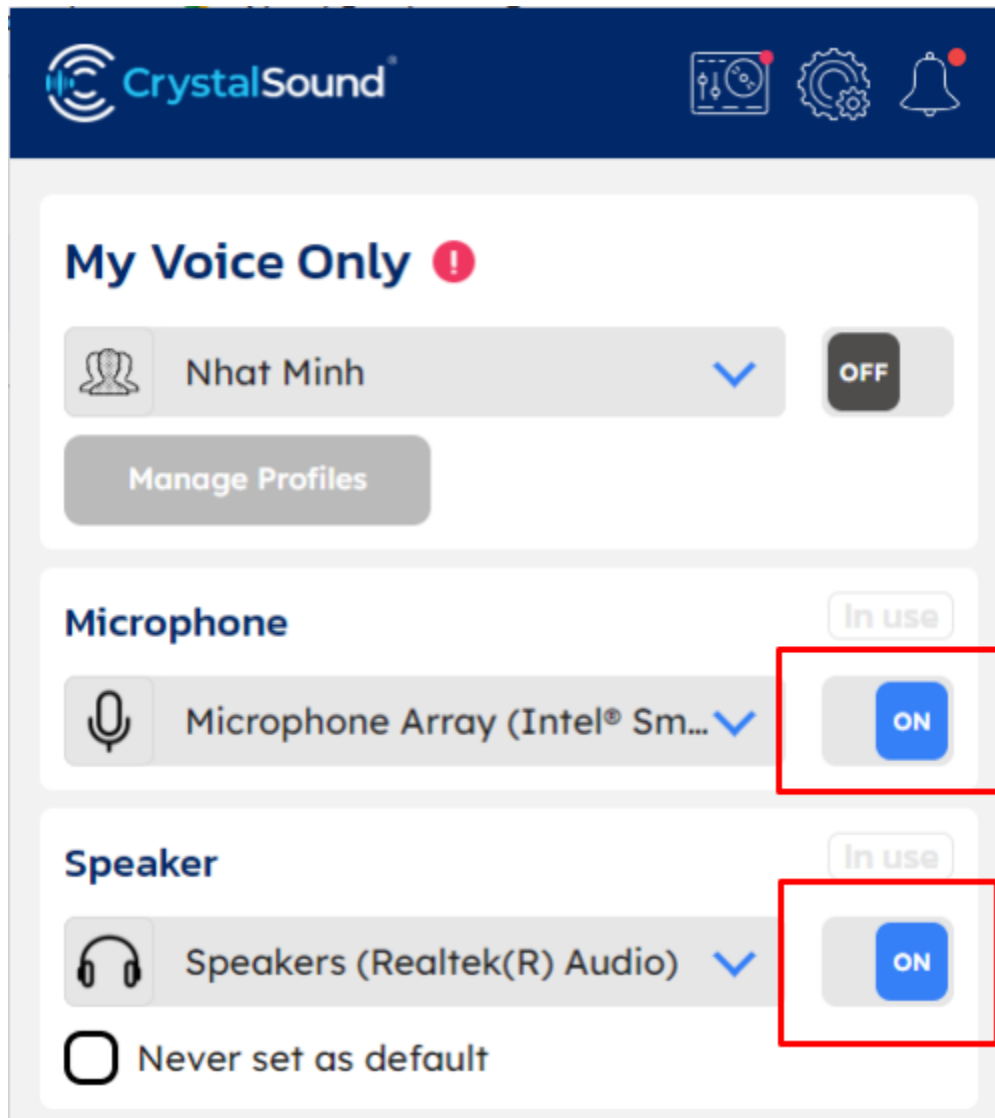 CrystalSound®
My Voice Only !
Nhat Minh OFF
Manage Profiles
Microphone In use
Microphone Array (Intel® Sm... ON
Speaker In use
Speakers (Realtek(R) Audio) ON
Never set as default